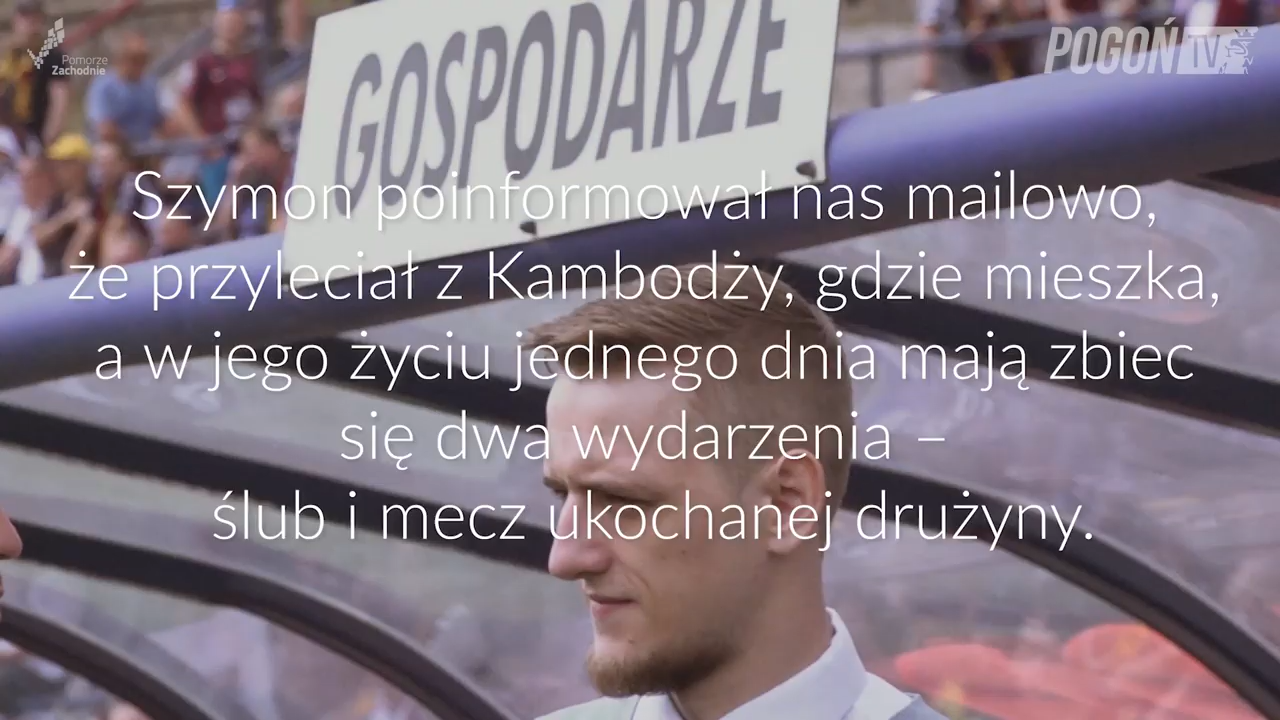 Pomorze
Zachodnie
POGOŃ TV
GOSPODARZE
Szymon poinformował nas mailowo,
że przyleciał z Kambodży, gdzie mieszka,
a w jego życiu jednego dnia mają zbiec
się dwa wydarzenia –
ślub i mecz ukochanej drużyny.